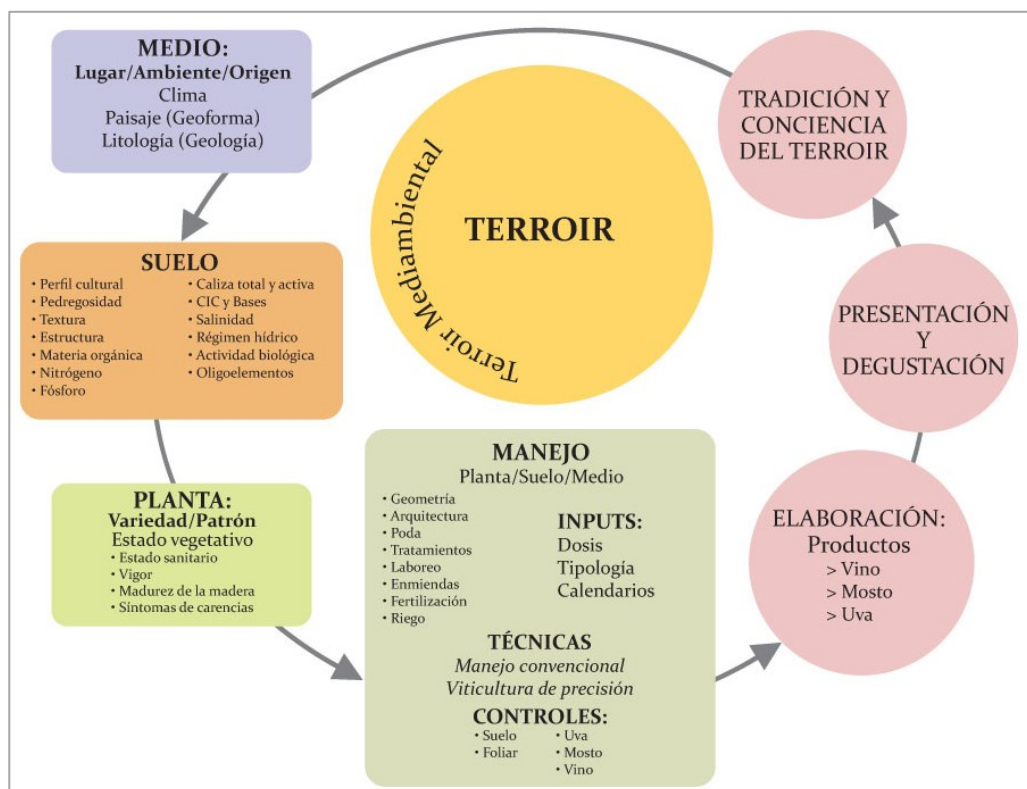 MEDIO:
Lugar/Ambiente/Origen
Clima
Paisaje (Geoforma)
Litología (Geología)
SUELO
• Perfil cultural
• Pedregosidad
• Textura
• Estructura
• Materia orgánica
• Nitrógeno
• Fósforo
• Caliza total y activa
• CIC y Bases
• Salinidad
• Régimen hídrico
• Actividad biológica
• Oligoelementos
PLANTA:
Variedad/Patrón
Estado vegetativo
• Estado sanitario
• Vigor
• Madurez de la madera
• Síntomas de carencias
TERROIR
Terroir Mediambiental
MANEJO
Planta/Suelo/Medio
• Geometría
• Arquitectura
• Poda
• Tratamientos
• Laboreo
• Enmiendas
• Fertilización
• Riego
INPUTS:
Dosis
Tipología
Calendarios
TÉCNICAS
Manejo convencional
Viticultura de precisión
CONTROLES:
• Suelo
• Foliar
• Uva
• Mosto
• Vino
ELABORACIÓN:
Productos
> Vino
> Mosto
> Uva
PRESENTACIÓN
Y
DEGUSTACIÓN
TRADICIÓN Y
CONCIENCIA
DEL TERROIR